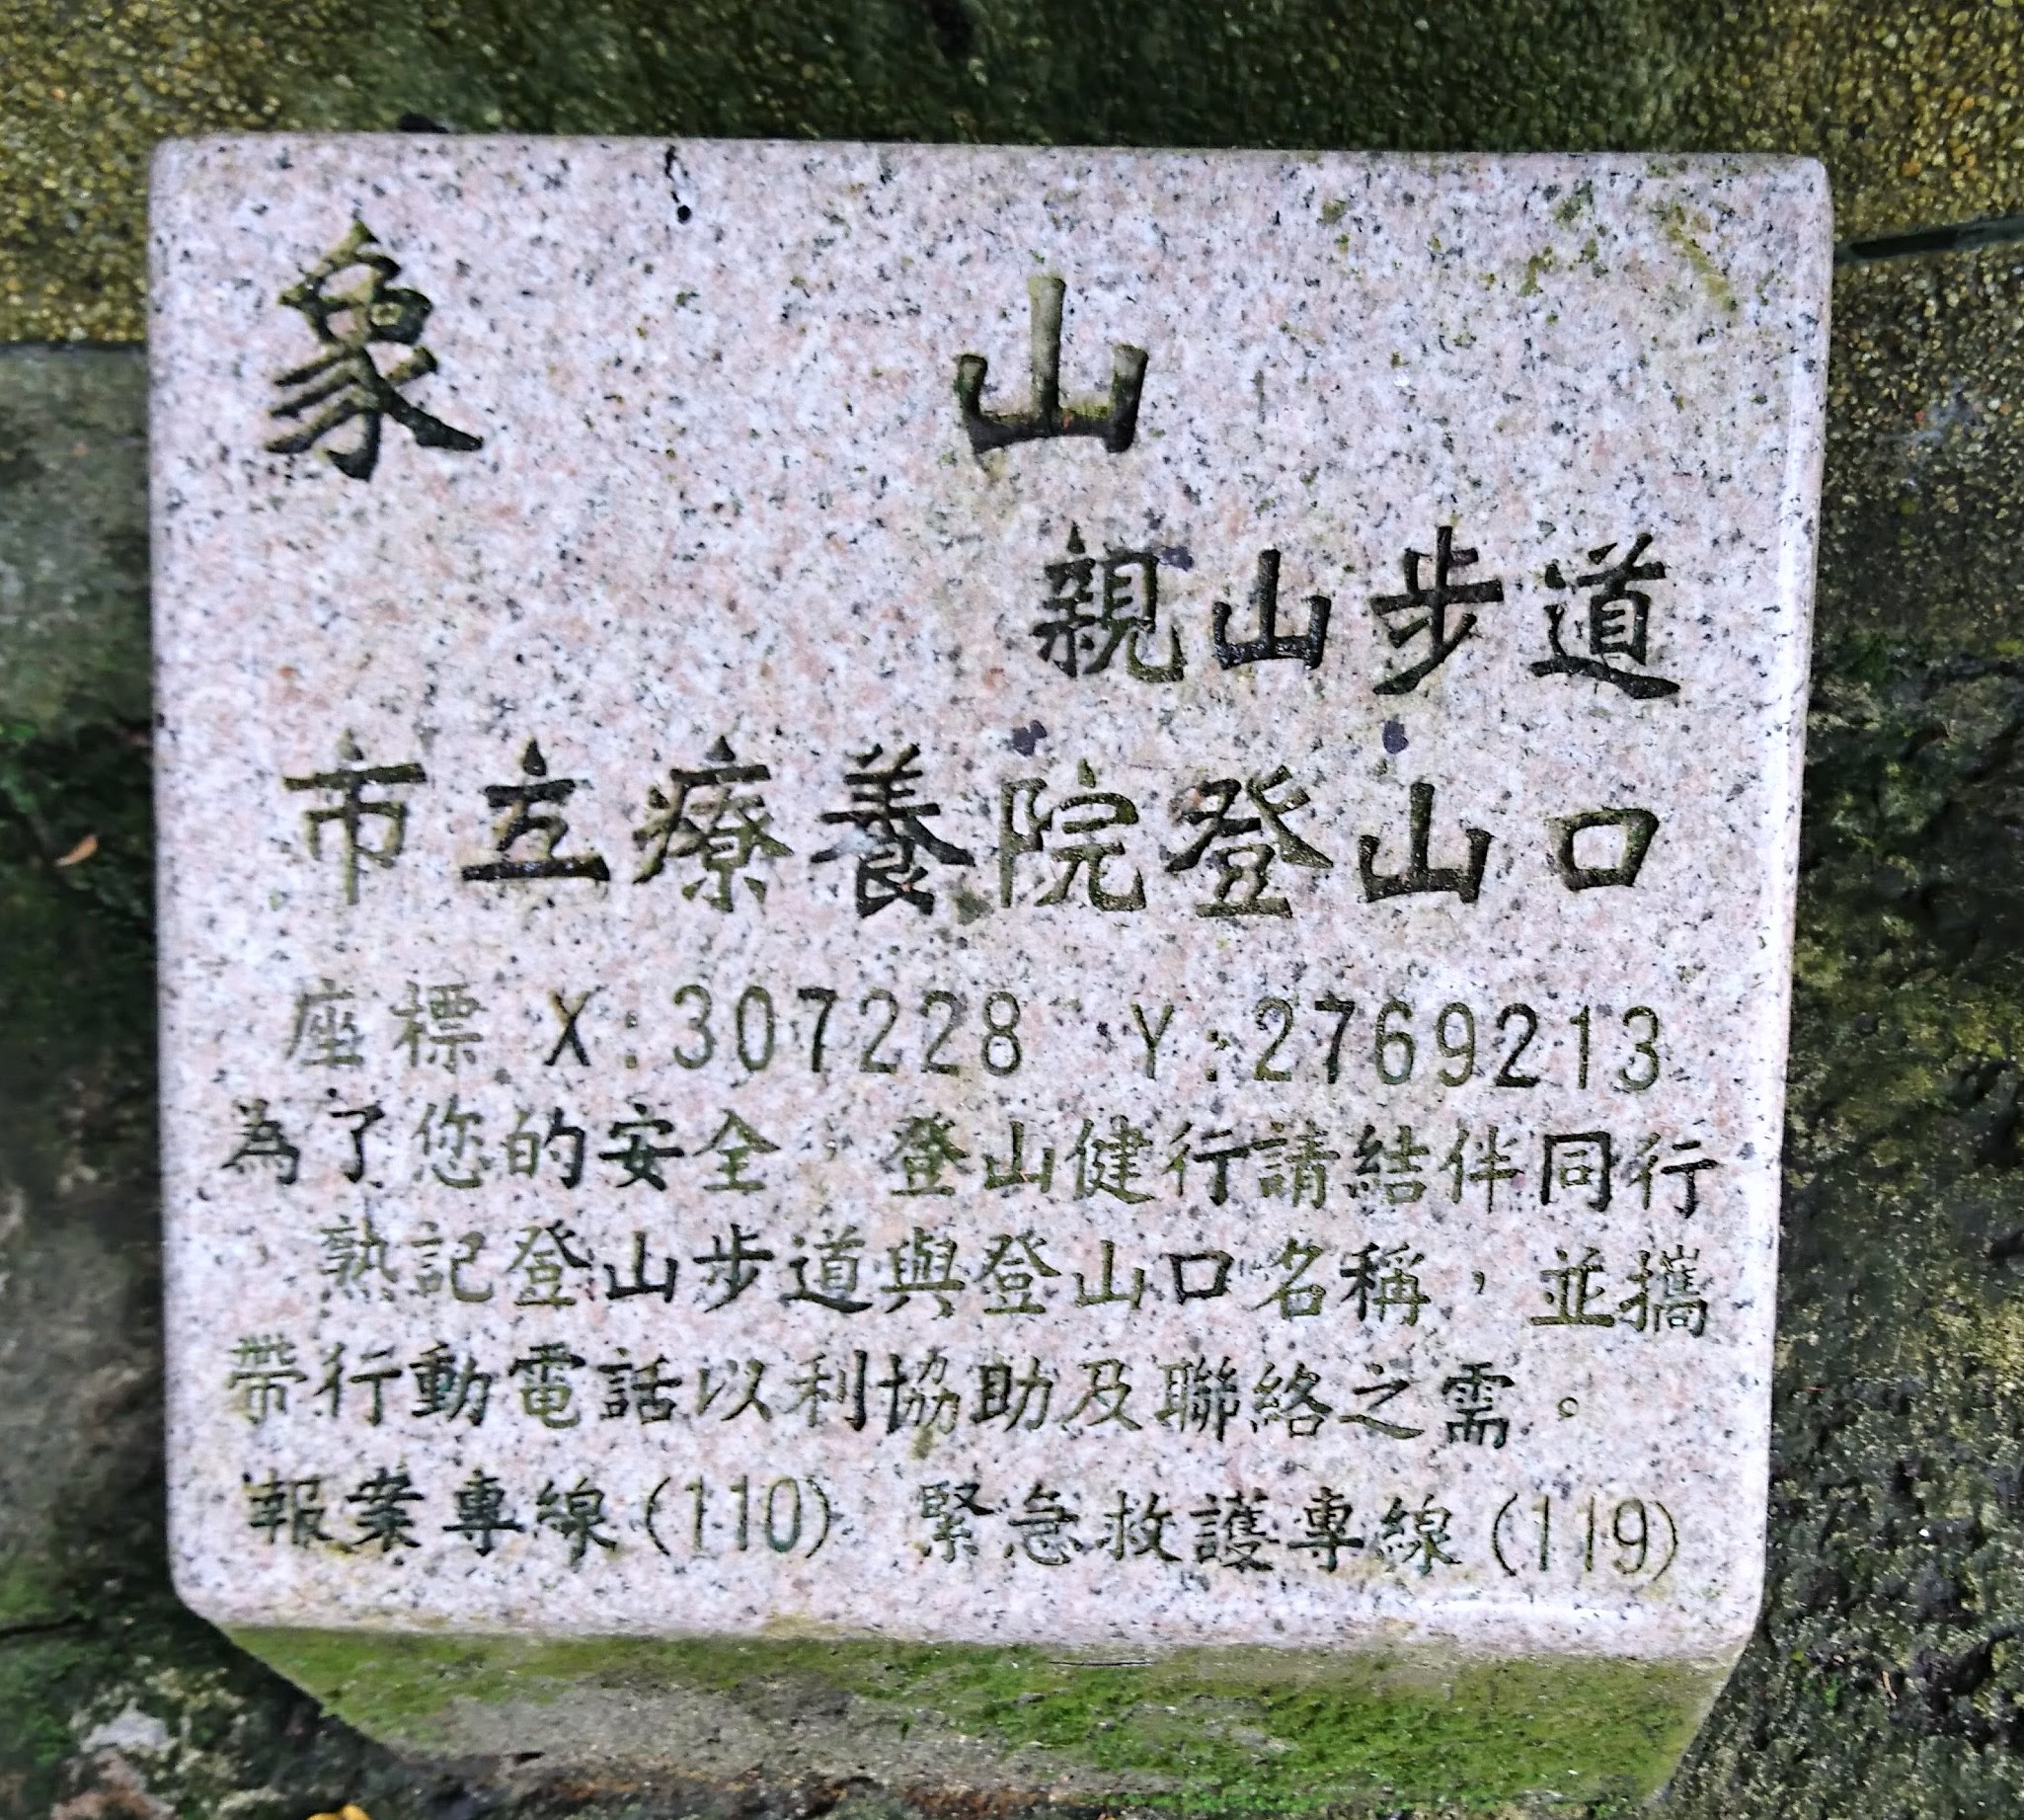 象 山
親山步道
市立療養院登山口
座標 X:307228 Y:2769213
為了您的安全，登山健行請結伴同行
，熟記登山步道與登山口名稱，並攜
帶行動電話以利協助及聯絡之需。
報案專線(110) 緊急救護專線(119)